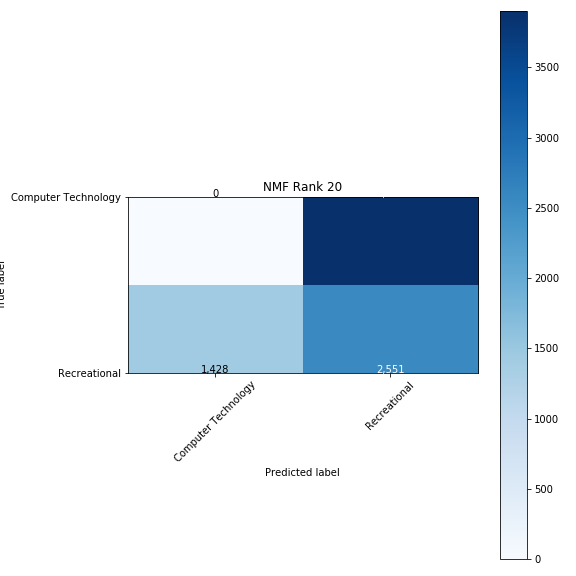 NMF Rank 20
0
Computer Technology
1,428
2,551
Recreational
Computer Technology
Recreational
Predicted label
3500
3000
2500
2000
1500
1000
500
0